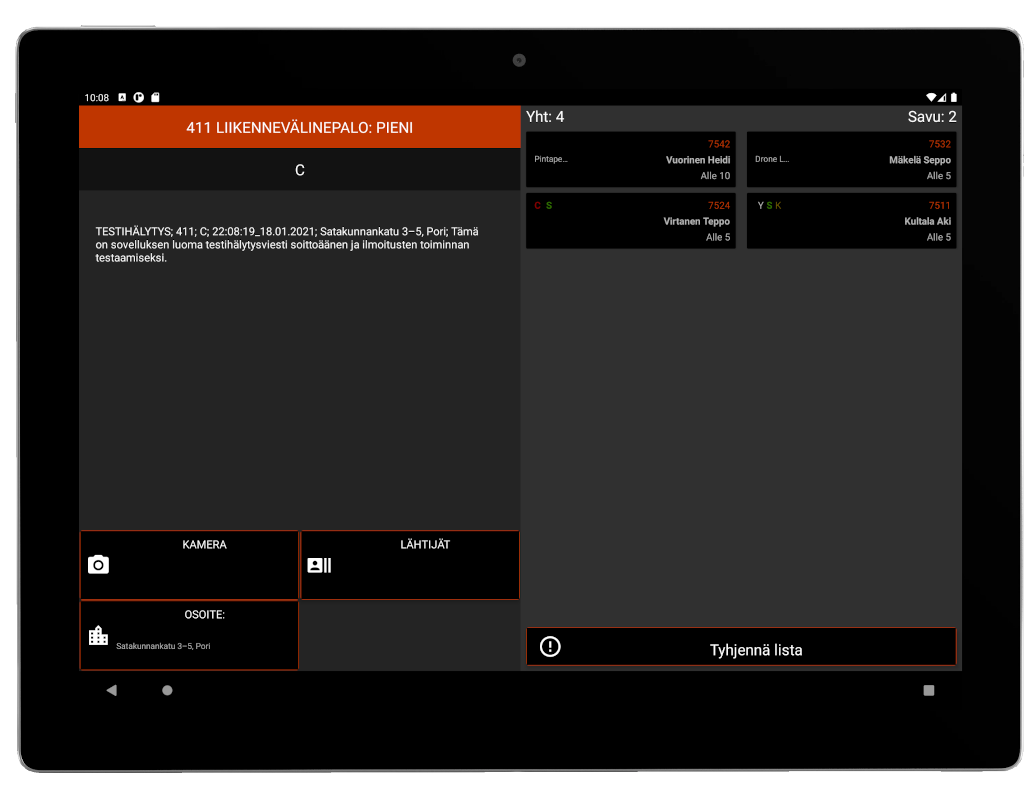 10:08
411 LIIKENNEVÄLINEPALO: PIENI
C
TESTIHÄLYTYS; 411; C; 22:08:19_18.01.2021; Satakunnankatu 3–5, Pori; Tämä
on sovelluksen luoma testihälytysviesti soittoäänen ja ilmoitusten toiminnan
testaamiseksi.
KAMERA
LÄHTIJÄT
OSOITE:
Satakunnankatu 3–5, Pori
Yht: 4
Savu: 2
7542
Pintape...
Vuorinen Heidi
Alle 10
7532
Drone L...
Mäkelä Seppo
Alle 5
C S
7524
Virtanen Teppo
Alle 5
Y S K
7511
Kultala Aki
Alle 5
Tyhjennä lista